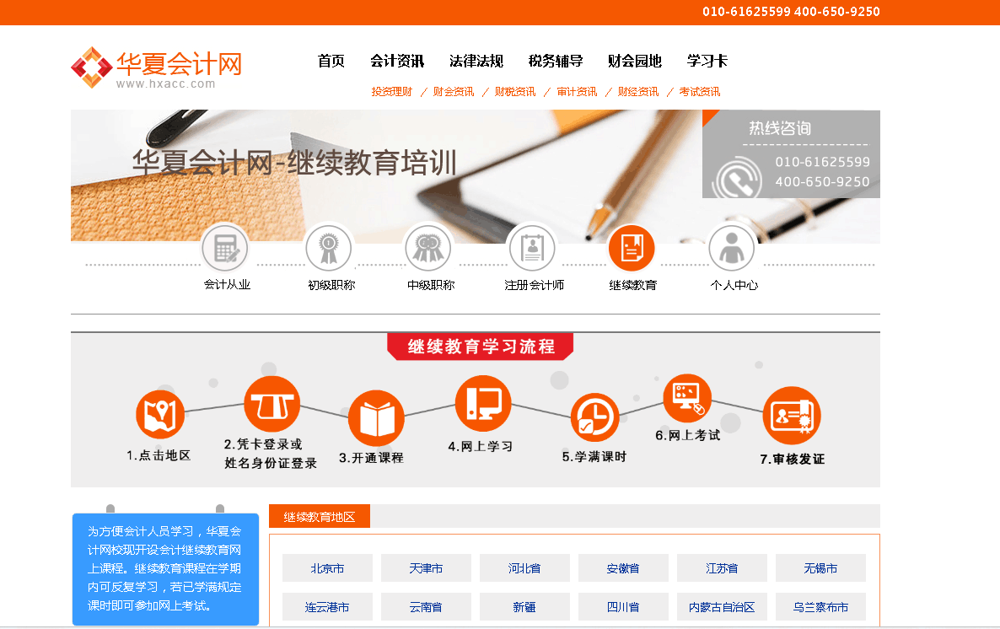 010-61625599 400-650-9250
华夏会计网
www.hxacc.com
首页 会计资讯 法律法规 税务辅导 财会园地 学习卡
投资理财 / 财会资讯 / 财税资讯 / 审计资讯 / 财经资讯 / 考试资讯
华夏会计网-继续教育培训
热线咨询
010-61625599
400-650-9250
会计从业 初级职称 中级职称 注册会计师 继续教育 个人中心
继续教育学习流程
1.点击地区
2.凭卡登录或
姓名身份证登录
3.开通课程
4.网上学习
5.学满课时
6.网上考试
7.审核发证
为方便会计人员学习，华夏会
计网校现开设会计继续教育网
上课程。继续教育课程在学期
内可反复学习，若已学满规定
课时即可参加网上考试。
继续教育地区
北京市 天津市 河北省 安徽省 江苏省 无锡市
连云港市 云南省 新疆 四川省 内蒙古自治区 乌兰察布市